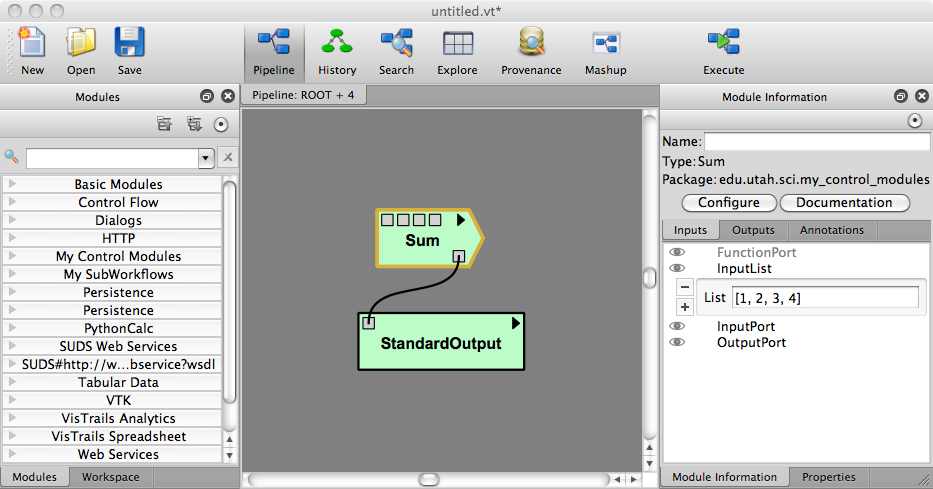 untitled.vt*
New
Open
Save
Pipeline
History
Search
Explore
Provenance
Mashup
Execute
Modules
Basic Modules
Control Flow
Dialogs
HTTP
My Control Modules
My SubWorkflows
Persistence
Persistence
PythonCalc
SUDS Web Services
SUDS#http://w...bservice?wsdl
Tabular Data
VTK
VisTrails Analytics
VisTrails Spreadsheet
Web Services
Modules
Workspace
Pipeline: ROOT + 4
Sum
StandardOutput
Module Information
Name:
Type: Sum
Package: edu.utah.sci.my_control_modules
Configure
Documentation
Inputs
Outputs
Annotations
FunctionPort
InputList
List [1, 2, 3, 4]
InputPort
OutputPort
Module Information
Properties